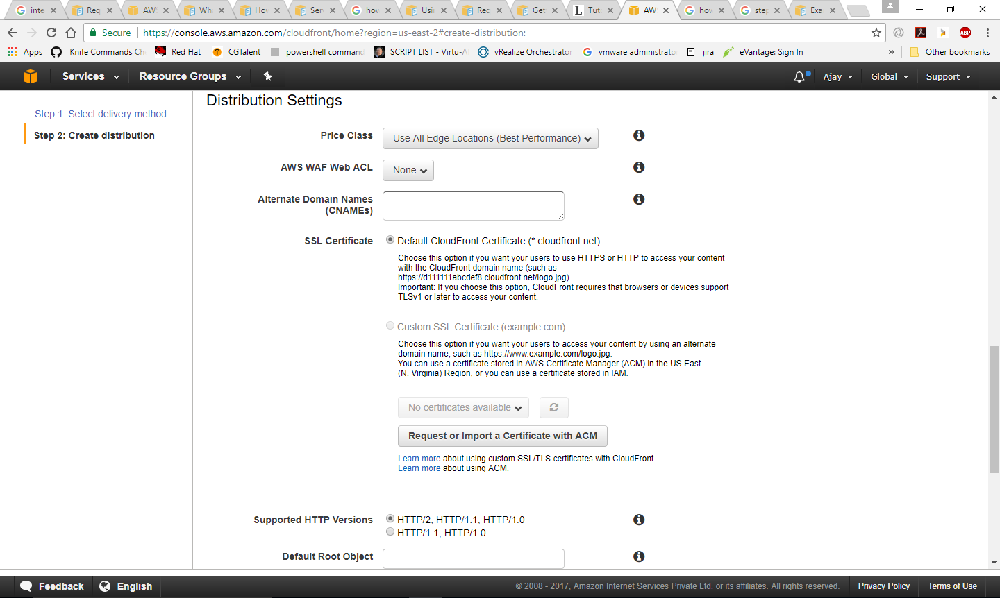 inte
Req
AWS
Wh
How
Serv
how
Usin
Req
Get
Tut
AW
how
step
Exa
Secure
https://console.aws.amazon.com/cloudfront/home?region=us-east-2#create-distribution:
ABP
Apps
Knife Commands Ch
Red Hat
CGTalent
powershell command
SCRIPT LIST - Virtu-Al
vRealize Orchestrator
vmware administrato
jira
eVantage: Sign In
»
Other bookmarks
Services
Resource Groups
Ajay
Global
Support
Step 1: Select delivery method
Step 2: Create distribution
Distribution Settings
Price Class
Use All Edge Locations (Best Performance)
AWS WAF Web ACL
None
Alternate Domain Names
(CNAMEs)
SSL Certificate
Default CloudFront Certificate (*.cloudfront.net)
Choose this option if you want your users to use HTTPS or HTTP to access your content
with the CloudFront domain name (such as
https://d111111abcdef8.cloudfront.net/logo.jpg).
Important: If you choose this option, CloudFront requires that browsers or devices support
TLSv1 or later to access your content.
Custom SSL Certificate (example.com):
Choose this option if you want your users to access your content by using an alternate
domain name, such as https://www.example.com/logo.jpg.
You can use a certificate stored in AWS Certificate Manager (ACM) in the US East
(N. Virginia) Region, or you can use a certificate stored in IAM.
No certificates available
Request or Import a Certificate with ACM
Learn more about using custom SSL/TLS certificates with CloudFront.
Learn more about using ACM.
Supported HTTP Versions
HTTP/2, HTTP/1.1, HTTP/1.0
HTTP/1.1, HTTP/1.0
Default Root Object
Feedback
English
© 2008 - 2017, Amazon Internet Services Private Ltd. or its affiliates. All rights reserved.
Privacy Policy
Terms of Use